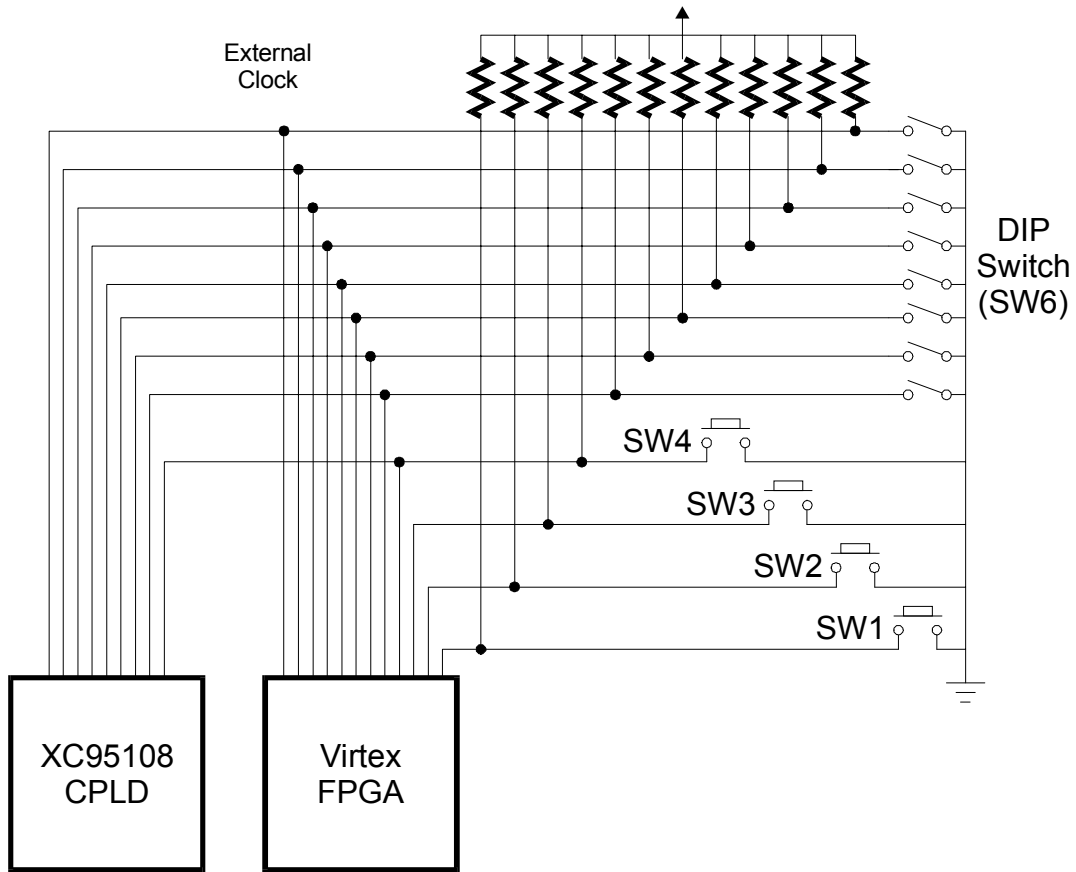 External
Clock
DIP
Switch
(SW6)
SW4
SW3
SW2
SW1
XC95108
CPLD
Virtex
FPGA